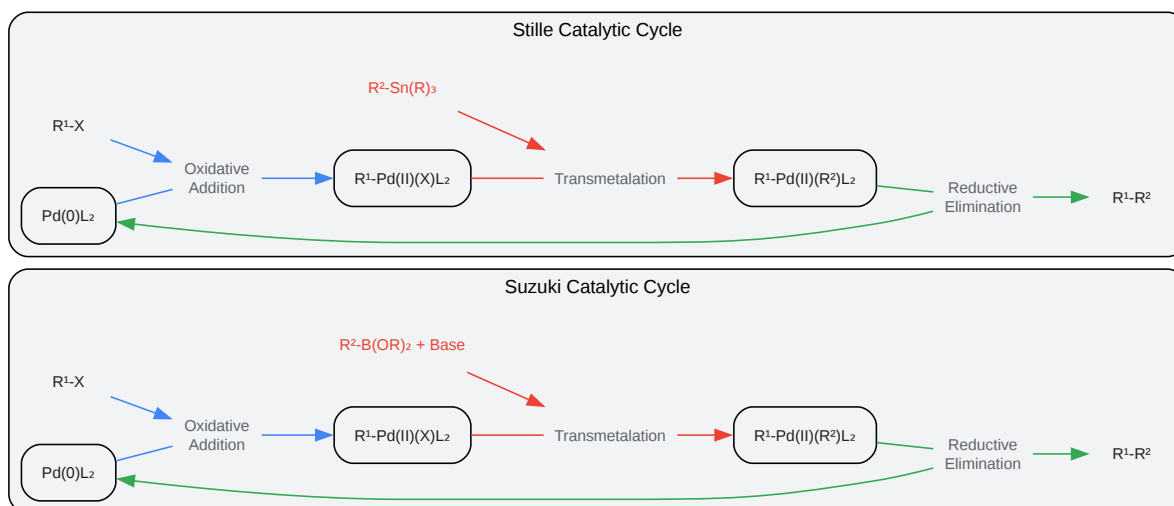 Stille Catalytic Cycle
R²-Sn(R)₃
R¹-X
Oxidative
Addition
R¹-Pd(II)(X)L₂
Transmetalation
R¹-Pd(II)(R²)L₂
Reductive
Elimination
R¹-R²
Pd(0)L₂
Suzuki Catalytic Cycle
R²-B(OR)₂ + Base
R¹-X
Oxidative
Addition
R¹-Pd(II)(X)L₂
Transmetalation
R¹-Pd(II)(R²)L₂
Reductive
Elimination
R¹-R²
Pd(0)L₂